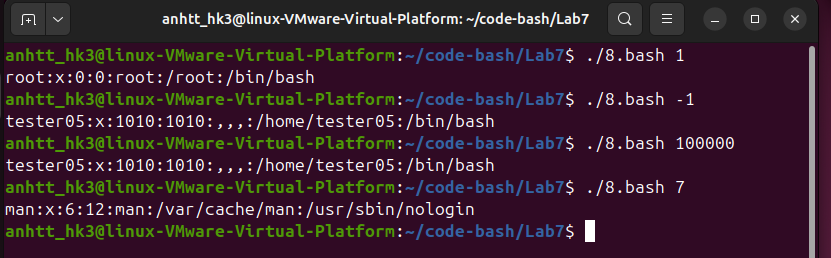 anhtt_hk3@linux-VMware-Virtual-Platform: ~/code-bash/Lab7
anhtt_hk3@linux-VMware-Virtual-Platform:~/code-bash/Lab7$ ./8.bash 1
root:x:0:0:root:/root:/bin/bash
anhtt_hk3@linux-VMware-Virtual-Platform:~/code-bash/Lab7$ ./8.bash -1
tester05:x:1010:1010:,,,:/home/tester05:/bin/bash
anhtt_hk3@linux-VMware-Virtual-Platform:~/code-bash/Lab7$ ./8.bash 100000
tester05:x:1010:1010:,,,:/home/tester05:/bin/bash
anhtt_hk3@linux-VMware-Virtual-Platform:~/code-bash/Lab7$ ./8.bash 7
man:x:6:12:man:/var/cache/man:/usr/sbin/nologin
anhtt_hk3@linux-VMware-Virtual-Platform:~/code-bash/Lab7$